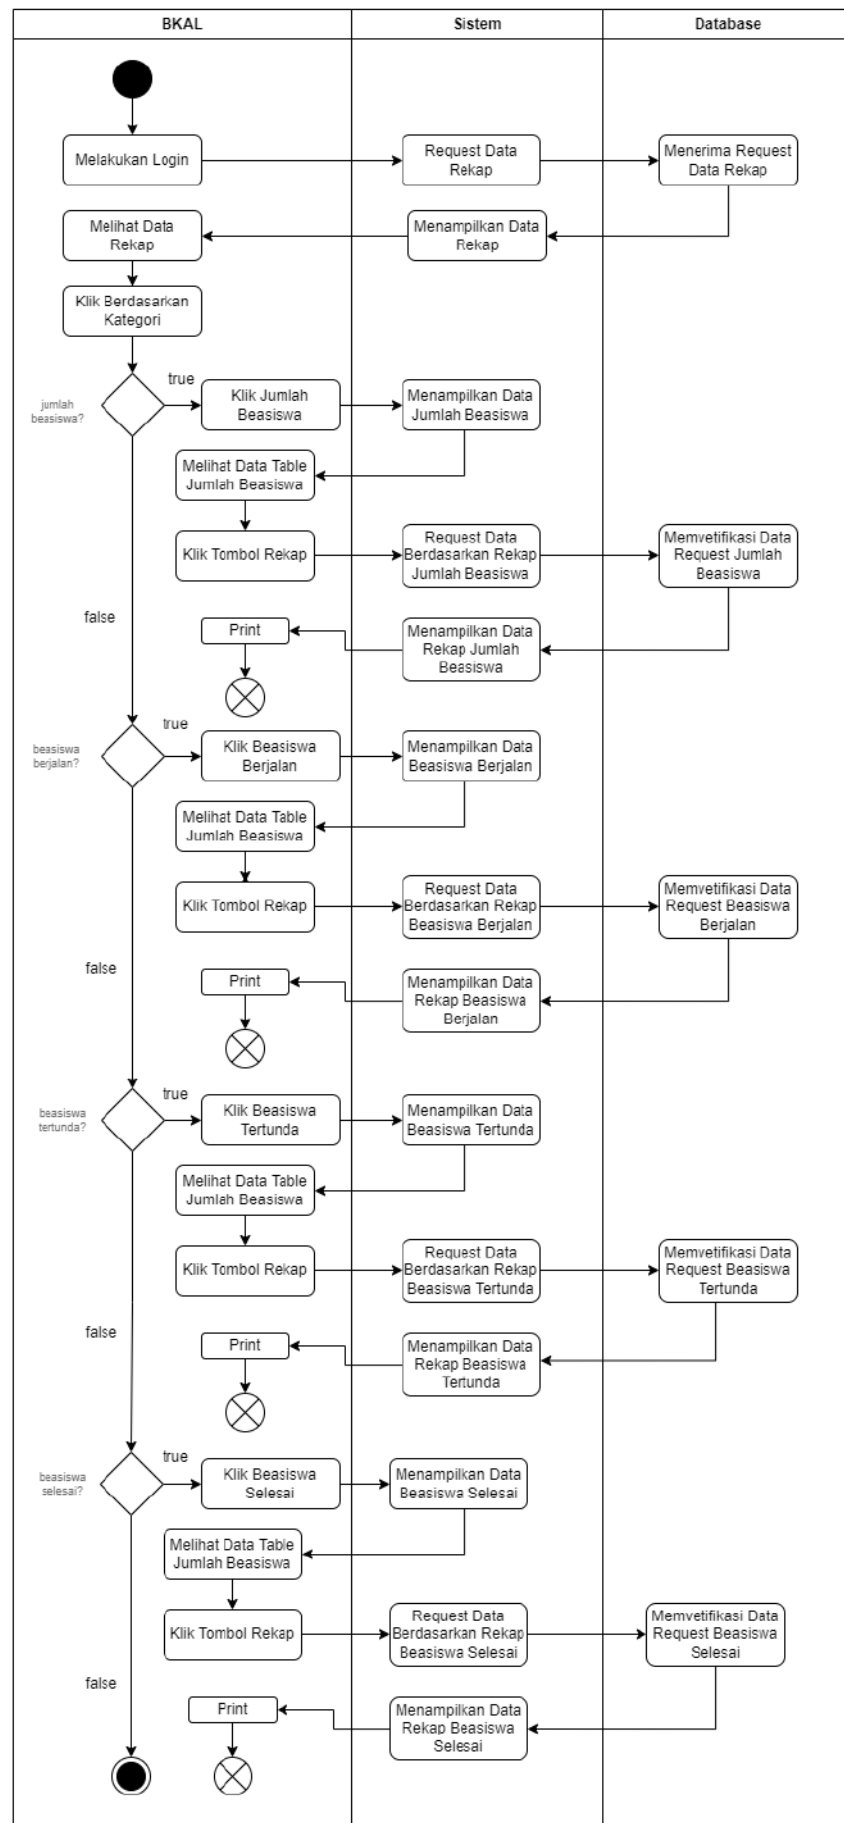 BKAL
Sistem
Database
Melakukan Login
Request Data
Rekap
Menerima Request
Data Rekap
Melihat Data
Rekap
Menampilkan Data
Rekap
Klik Berdasarkan
Kategori
jumlah
beasiswa?
true
Klik Jumlah
Beasiswa
Menampilkan Data
Jumlah Beasiswa
Melihat Data Table
Jumlah Beasiswa
Klik Tombol Rekap
Request Data
Berdasarkan Rekap
Jumlah Beasiswa
Memvetifikasi Data
Request Jumlah
Beasiswa
false
Print
Menampilkan Data
Rekap Jumlah
Beasiswa
beasiswa
berjalan?
true
Klik Beasiswa
Berjalan
Menampilkan Data
Beasiswa Berjalan
Melihat Data Table
Jumlah Beasiswa
Klik Tombol Rekap
Request Data
Berdasarkan Rekap
Beasiswa Berjalan
Memvetifikasi Data
Request Beasiswa
Berjalan
false
Print
Menampilkan Data
Rekap Beasiswa
Berjalan
beasiswa
tertunda?
true
Klik Beasiswa
Tertunda
Menampilkan Data
Beasiswa Tertunda
Melihat Data Table
Jumlah Beasiswa
Klik Tombol Rekap
Request Data
Berdasarkan Rekap
Beasiswa Tertunda
Memvetifikasi Data
Request Beasiswa
Tertunda
false
Print
Menampilkan Data
Rekap Beasiswa
Tertunda
beasiswa
selesai?
true
Klik Beasiswa
Selesai
Menampilkan Data
Beasiswa Selesai
Melihat Data Table
Jumlah Beasiswa
Klik Tombol Rekap
Request Data
Berdasarkan Rekap
Beasiswa Selesai
Memvetifikasi Data
Request Beasiswa
Selesai
false
Print
Menampilkan Data
Rekap Beasiswa
Selesai